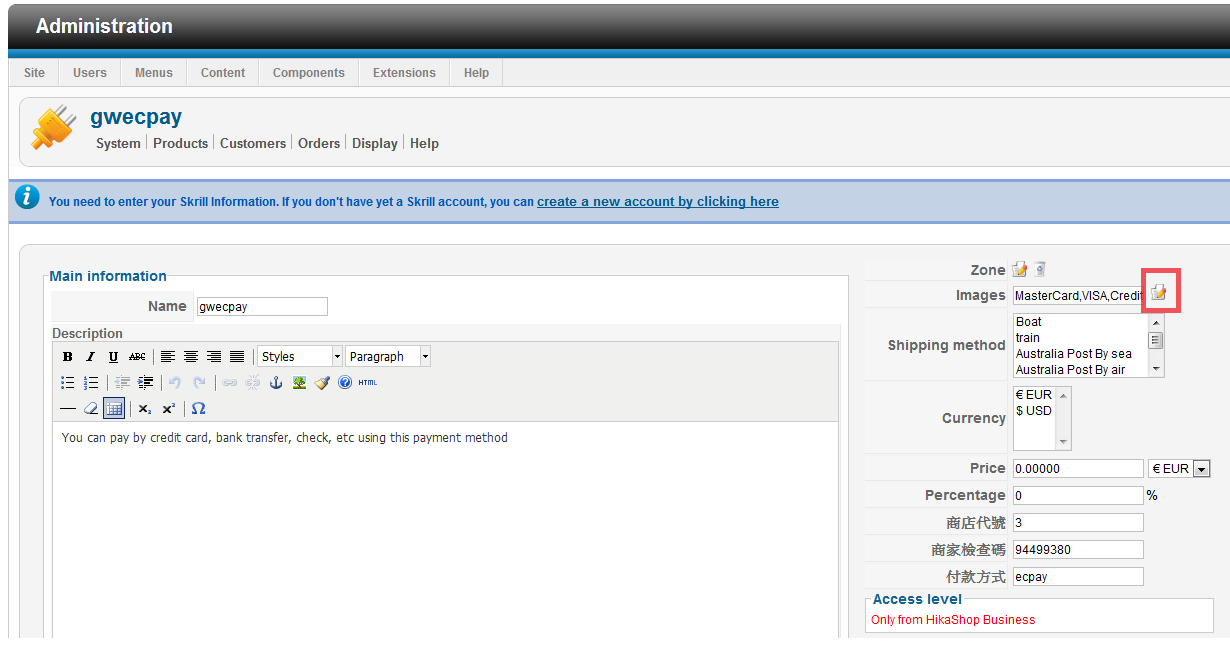 Administration
Site Users Menus Content Components Extensions Help
gwecpay
System Products Customers Orders Display Help
You need to enter your Skrill Information. If you don't have yet a Skrill account, you can create a new account by clicking here
Main information
Name gwecpay
Description
B I U ABC Styles Paragraph
HTML
x₂ x² Ω
You can pay by credit card, bank transfer, check, etc using this payment method
Zone
Images MasterCard,VISA,Credit
Shipping method
Boat
train
Australia Post By sea
Australia Post By air
Currency
€ EUR
$ USD
Price 0.00000 € EUR
Percentage 0 %
商店代號 3
商家檢查碼 94499380
付款方式 ecpay
Access level
Only from HikaShop Business